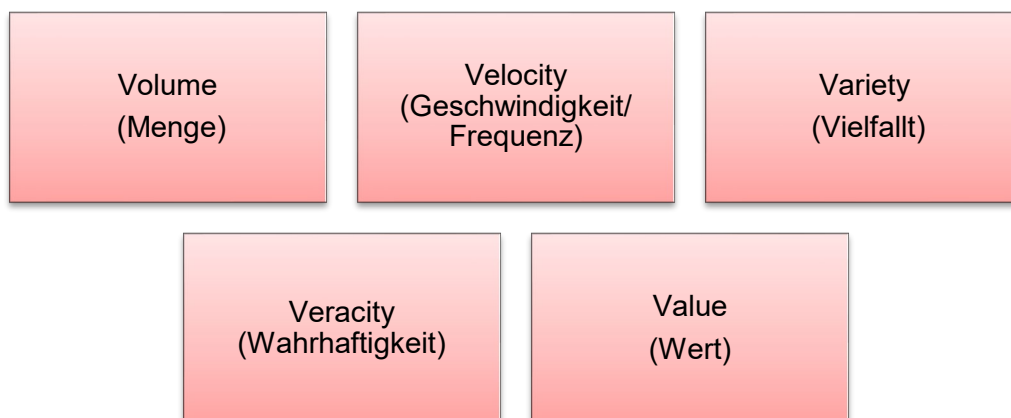 Volume
(Menge)
Velocity
(Geschwindigkeit/
Frequenz)
Variety
(Vielfallt)
Veracity
(Wahrhaftigkeit)
Value
(Wert)